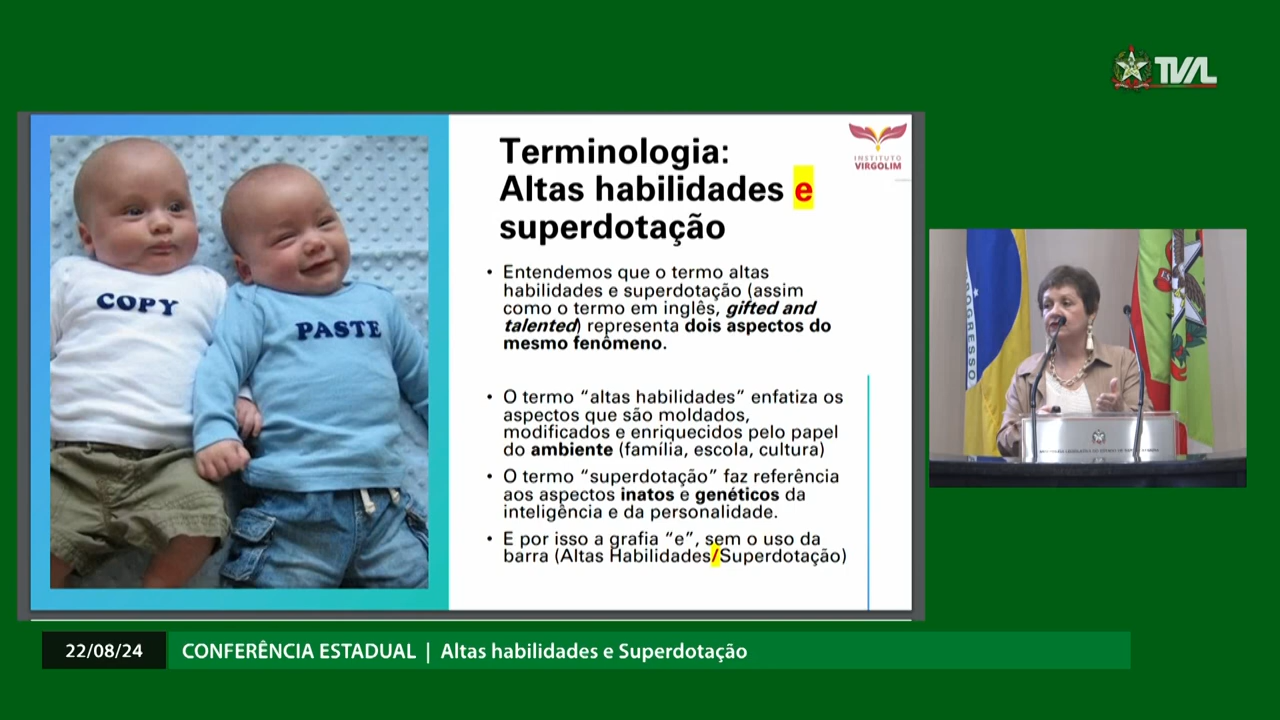 TVAL
Terminologia:
Altas habilidades e
superdotação
INSTITUTO
VIRGOLIM
COPY
PASTE
• Entendemos que o termo altas
habilidades e superdotação (assim
como o termo em inglês, gifted and
talented) representa dois aspectos do
mesmo fenômeno.
• O termo “altas habilidades” enfatiza os
aspectos que são moldados,
modificados e enriquecidos pelo papel
do ambiente (família, escola, cultura)
• O termo “superdotação” faz referência
aos aspectos inatos e genéticos da
inteligência e da personalidade.
• E por isso a grafia “e”, sem o uso da
barra (Altas Habilidades/Superdotação)
OGRESSO
22/08/24
CONFERÊNCIA ESTADUAL | Altas habilidades e Superdotação